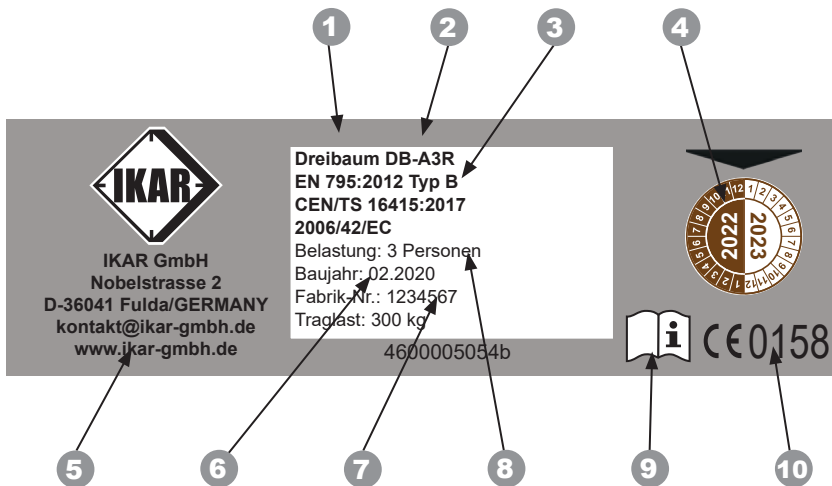 1 2 3 4
IKAR
IKAR GmbH
Nobelstrasse 2
D-36041 Fulda/GERMANY
kontakt@ikar-gmbh.de
www.ikar-gmbh.de
Dreibaum DB-A3R
EN 795:2012 Typ B
CEN/TS 16415:2017
2006/42/EC
Belastung: 3 Personen
Baujahr: 02.2020
Fabrik-Nr.: 1234567
Traglast: 300 kg
4600005054b
2022
2023
i
CE 0158
5 6 7 8 9 10